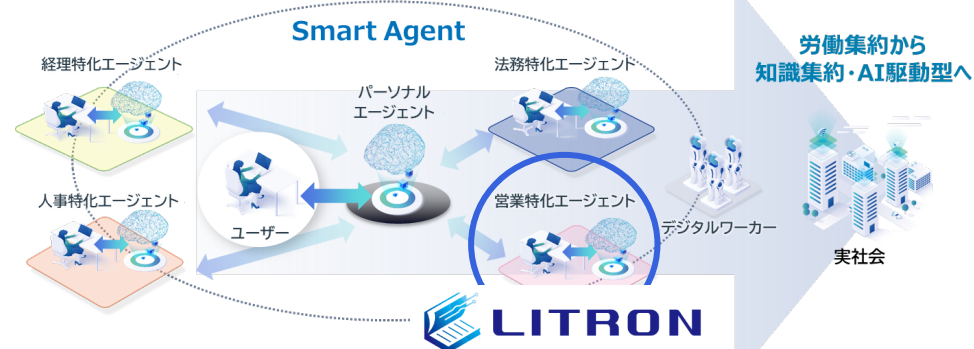 Smart Agent
労働集約から
知識集約・AI駆動型へ
経理特化エージェント
パーソナル
エージェント
法務特化エージェント
人事特化エージェント
ユーザー
営業特化エージェント
デジタルワーカー
実社会
LITRON